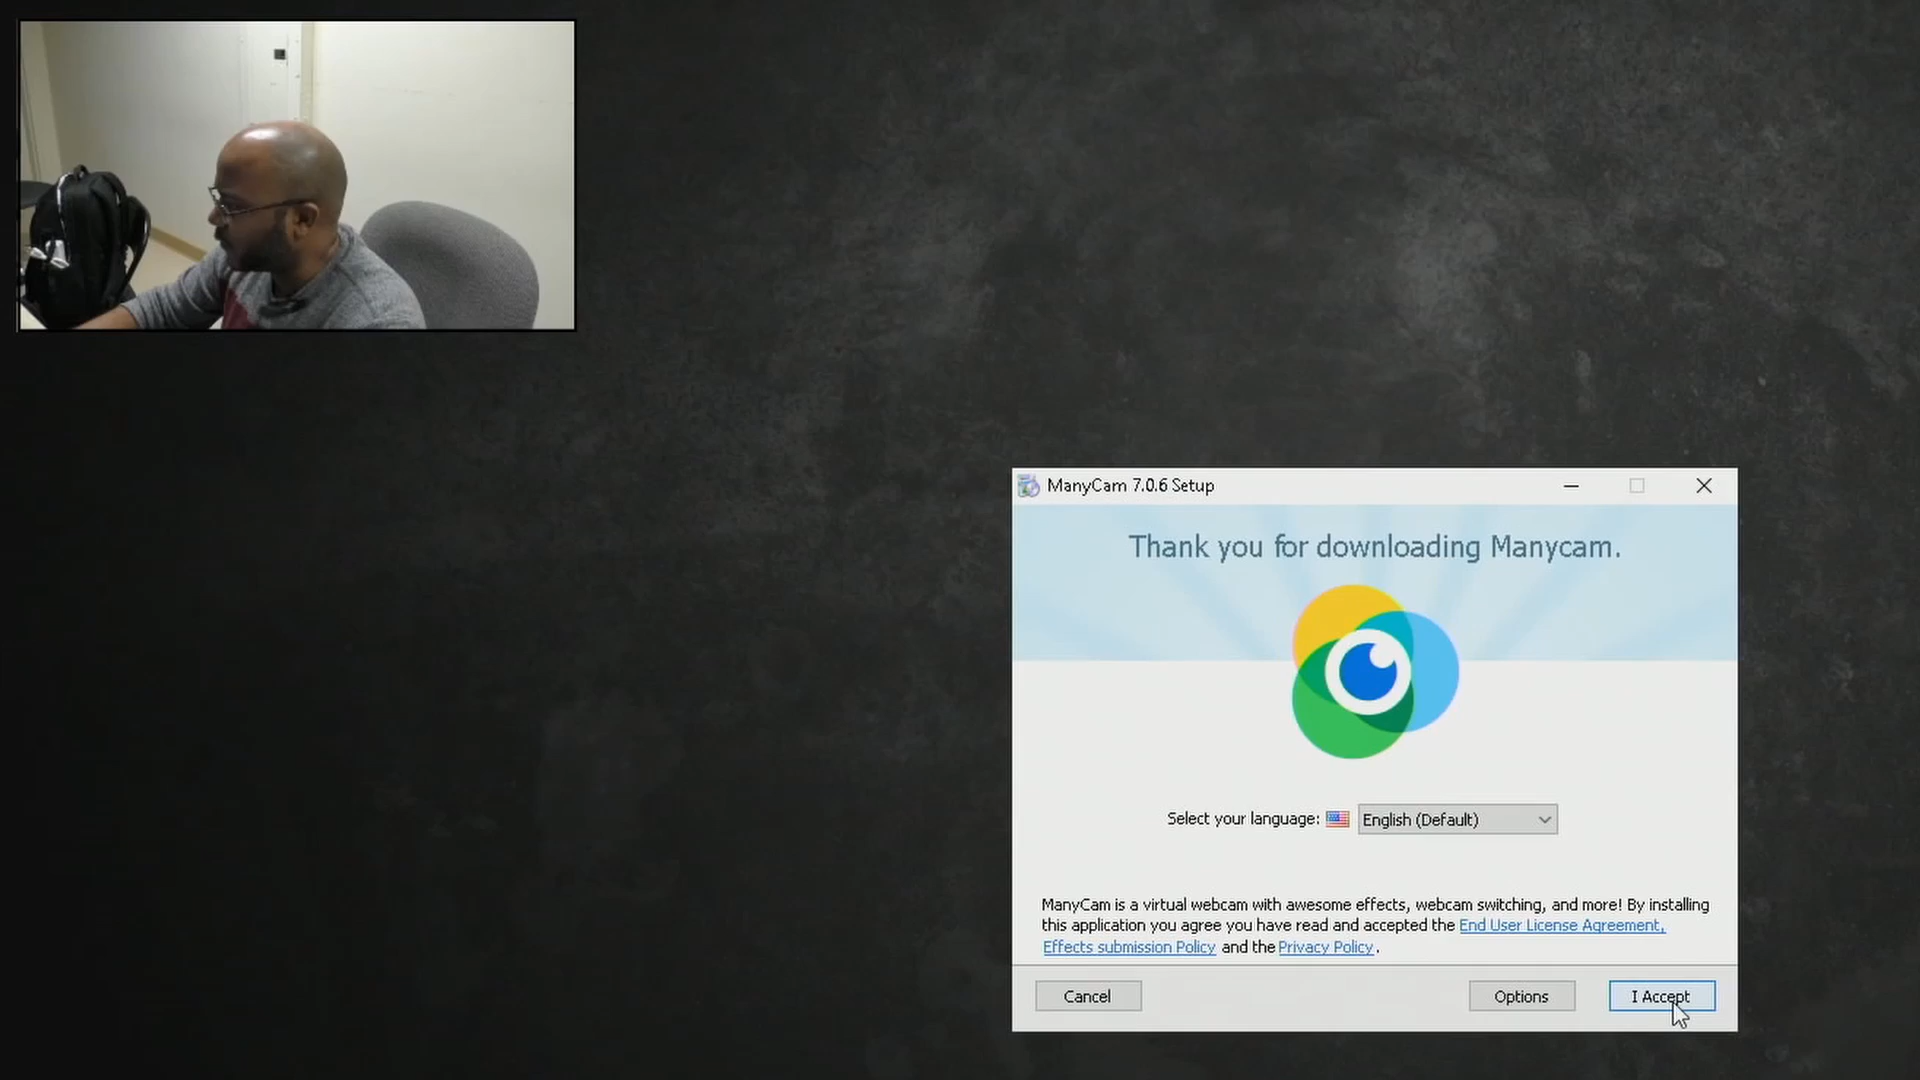 ManyCam 7.0.6 Setup
Thank you for downloading Manycam.
Select your language: English (Default)
ManyCam is a virtual webcam with awesome effects, webcam switching, and more! By installing
this application you agree you have read and accepted the End User License Agreement,
Effects submission Policy and the Privacy Policy.
Cancel Options I Accept